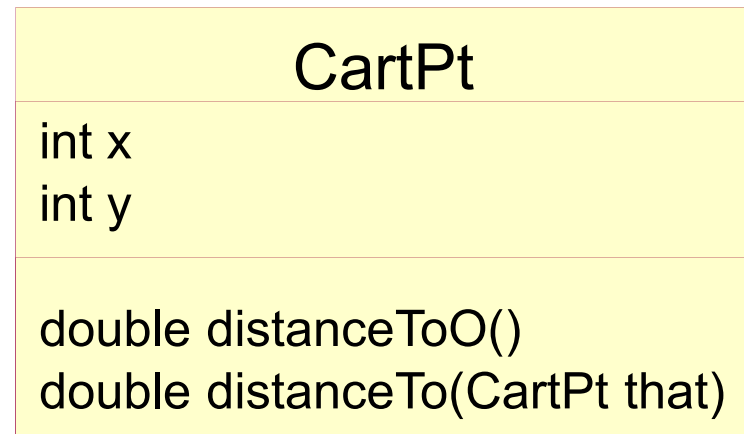 CartPt
int x
int y
double distanceToO()
double distanceTo(CartPt that)